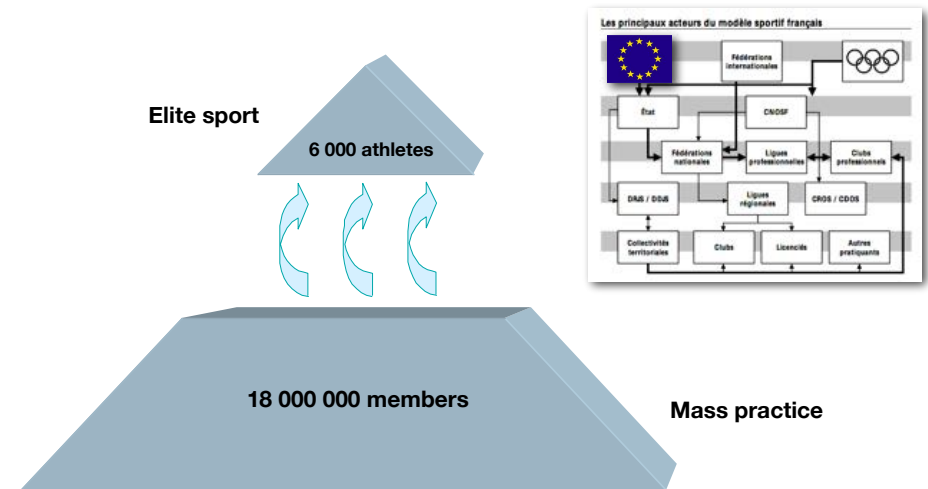 Les principaux acteurs du modèle sportif français
Fédérations
internationales
État
CNOSF
Fédérations
nationales
Ligues
professionnelles
Clubs
professionnels
DRJS / DDJS
Ligues
régionales
CROS / CDOS
Collectivités
territoriales
Clubs
Licenciés
Autres
pratiquants
Elite sport
6 000 athletes
18 000 000 members
Mass practice